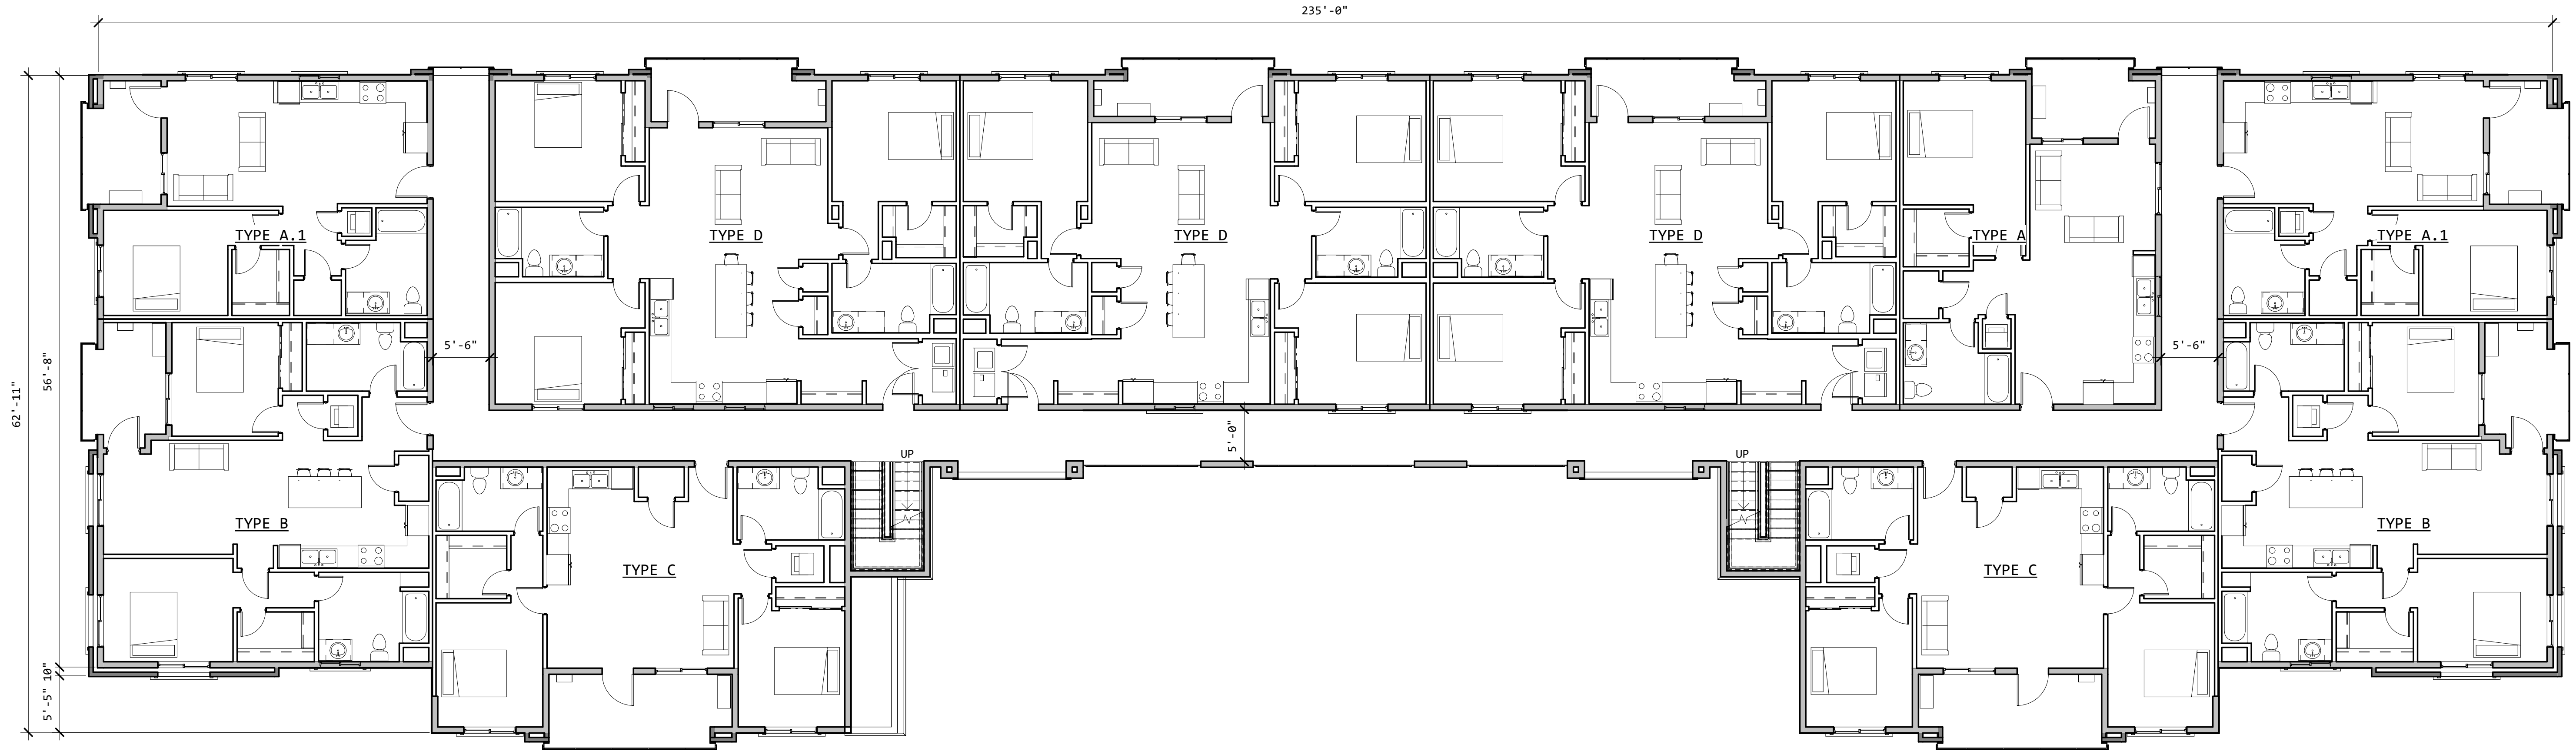 235'-0"
TYPE A.1
TYPE D
TYPE D
TYPE D
TYPE A
TYPE A.1
5'-6"
5'-6"
56'-8"
62'-11"
5'-0"
UP
UP
TYPE B
TYPE B
TYPE C
TYPE C
10"
5'-5"